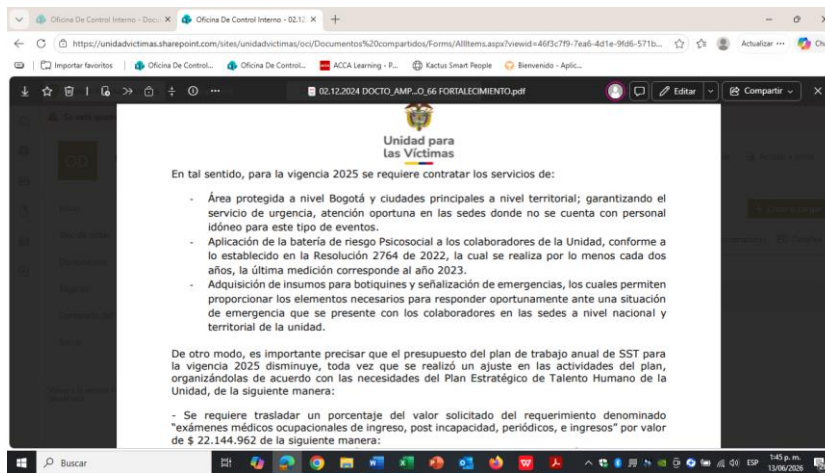 Oficina De Control Interno - Docu
Oficina De Control Interno - 02.12.
https://unidadvictimas.sharepoint.com/sites/unidadvictimas/oci/Documentos%20compartidos/Forms/AllItems.aspx?viewid=46f3c7f9-7ea6-4d1e-9fd6-571b...
Actualizar ...
Importar favoritos
Oficina De Control...
Oficina De Control...
ACCA Learning - P...
Kactus Smart People
Bienvenido - Aplic...
02.12.2024 DOCTO_AMP...O_66 FORTALECIMIENTO.pdf
Editar
Compartir
Unidad para
las Víctimas
En tal sentido, para la vigencia 2025 se requiere contratar los servicios de:
- Área protegida a nivel Bogotá y ciudades principales a nivel territorial; garantizando el
servicio de urgencia, atención oportuna en las sedes donde no se cuenta con personal
idóneo para este tipo de eventos.
- Aplicación de la batería de riesgo Psicosocial a los colaboradores de la Unidad, conforme a
lo establecido en la Resolución 2764 de 2022, la cual se realiza por lo menos cada dos
años, la última medición corresponde al año 2023.
- Adquisición de insumos para botiquines y señalización de emergencias, los cuales permiten
proporcionar los elementos necesarios para responder oportunamente ante una situación
de emergencia que se presente con los colaboradores en las sedes a nivel nacional y
territorial de la unidad.
De otro modo, es importante precisar que el presupuesto del plan de trabajo anual de SST para
la vigencia 2025 disminuye, toda vez que se realizó un ajuste en las actividades del plan,
organizándolas de acuerdo con las necesidades del Plan Estratégico de Talento Humano de la
Unidad, de la siguiente manera:
- Se requiere trasladar un porcentaje del valor solicitado del requerimiento denominado
"exámenes médicos ocupacionales de ingreso, post incapacidad, periódicos, e ingresos" por valor
de $ 22.144.962 de la siguiente manera:
Buscar
ESP
1:45 p. m.
13/06/2026